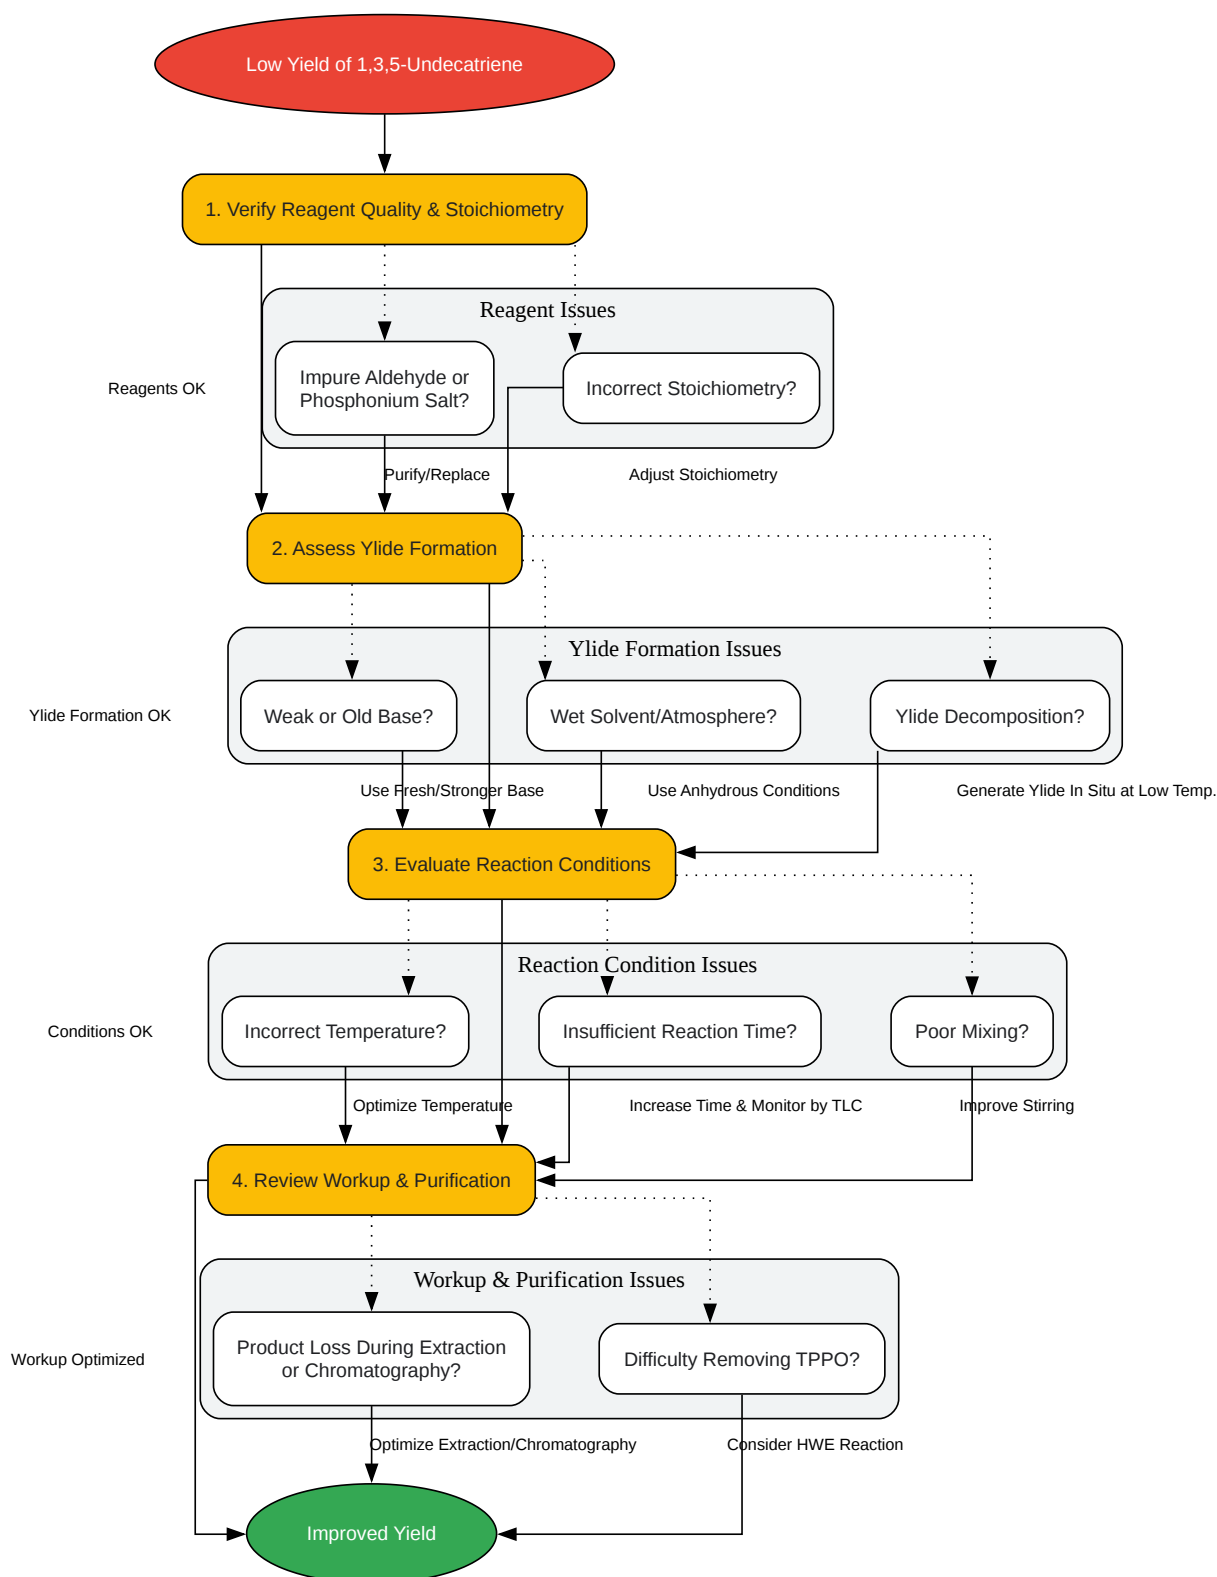 Low Yield of 1,3,5-Undecatriene
1. Verify Reagent Quality & Stoichiometry
Reagent Issues
Impure Aldehyde or
Phosphonium Salt?
Incorrect Stoichiometry?
Reagents OK
Purify/Replace
Adjust Stoichiometry
2. Assess Ylide Formation
Ylide Formation Issues
Weak or Old Base?
Wet Solvent/Atmosphere?
Ylide Decomposition?
Ylide Formation OK
Use Fresh/Stronger Base
Use Anhydrous Conditions
Generate Ylide In Situ at Low Temp.
3. Evaluate Reaction Conditions
Reaction Condition Issues
Incorrect Temperature?
Insufficient Reaction Time?
Poor Mixing?
Conditions OK
Optimize Temperature
Increase Time & Monitor by TLC
Improve Stirring
4. Review Workup & Purification
Workup & Purification Issues
Product Loss During Extraction
or Chromatography?
Difficulty Removing TPPO?
Workup Optimized
Optimize Extraction/Chromatography
Consider HWE Reaction
Improved Yield